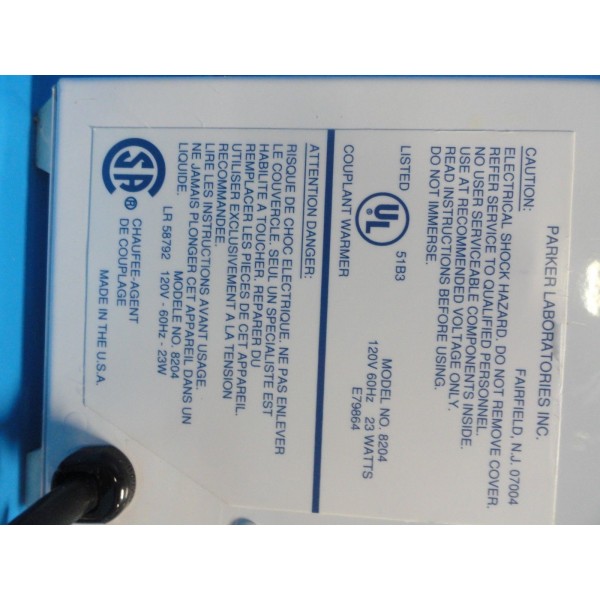 PARKER LABORATORIES INC.
FAIRFIELD, N.J. 07004
CAUTION:
ELECTRICAL SHOCK HAZARD, DO NOT REMOVE COVER,
REFER SERVICE TO QUALIFIED PERSONNEL.
NO USER SERVICEABLE COMPONENTS INSIDE.
USE AT RECOMMENDED VOLTAGE ONLY.
READ INSTRUCTIONS BEFORE USING.
DO NOT IMMERSE.
LISTED UL 51B3
COUPLANT WARMER
MODEL NO. 8204
120V 60Hz 23 WATTS
E79864
ATTENTION DANGER:
RISQUE DE CHOC ELECTRIQUE. NE PAS ENLEVER
LE COUVERCLE. SEUL UN SPECIALISTE EST
HABILITE A TOUCHER, REPARER DU
REMPLACER LES PIECES DE CET APPAREIL
UTILISER EXCLUSIVEMENT A LA TENSION
RECOMMANDEE.
LIRE LES INSTRUCTIONS AVANT USAGE.
NE JAMAIS PLONGER CET APPAREIL DANS UN
LIQUIDE.
MODELE NO. 8204
LR 58792 120V - 60Hz - 23W
SA ®
CHAUFEE-AGENT
DE COUPLAGE
MADE IN THE U.S.A.